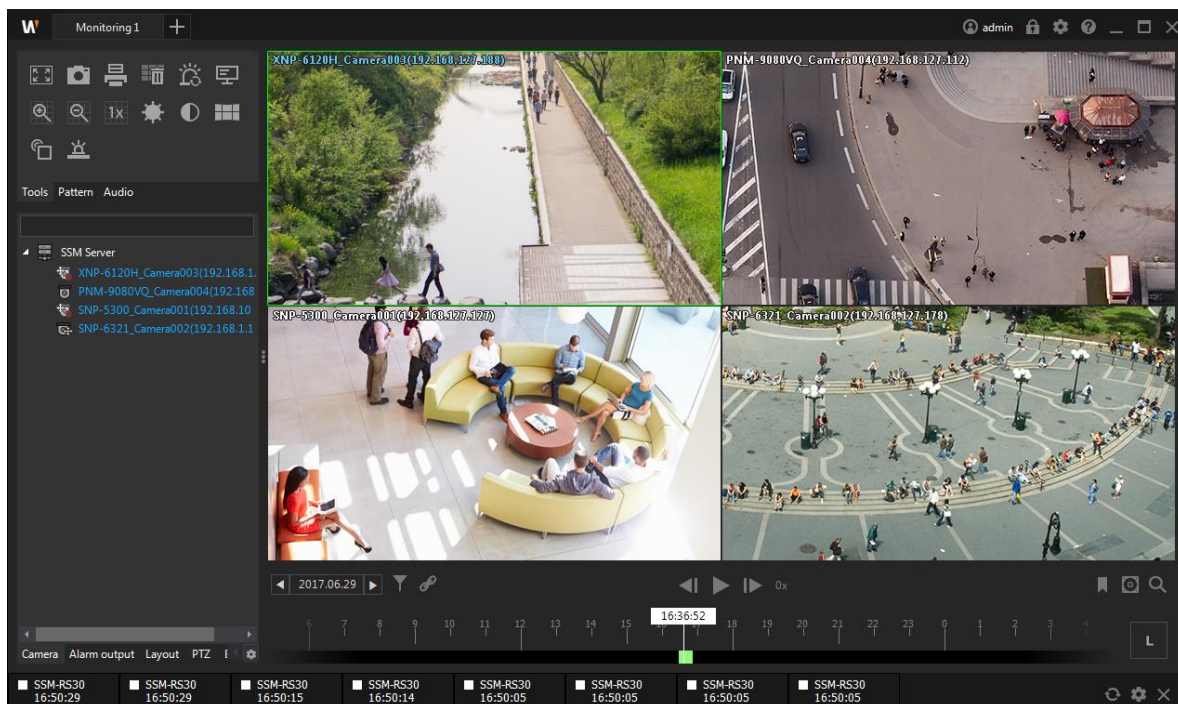 W Monitoring 1 + admin
1x
Tools Pattern Audio
SSM Server
XNP-6120H_Camera003(192.168.1.
PNM-9080VQ_Camera004(192.168
SNP-5300_Camera001(192.168.10
SNP-6321_Camera002(192.168.1.1
XNP-6120H_Camera003(192.168.127.188)
PNM-9080VQ_Camera004(192.168.127.112)
SNP-5300_Camera001(192.168.127.127)
SNP-6321_Camera002(192.168.127.178)
2017.06.29 0x
16:36:52
6 7 8 9 10 11 12 13 14 15 17 18 19 20 21 22 23 0 1 2 3 4
L
Camera Alarm output Layout PTZ
SSM-RS30 SSM-RS30 SSM-RS30 SSM-RS30 SSM-RS30 SSM-RS30 SSM-RS30 SSM-RS30
16:50:29 16:50:29 16:50:15 16:50:14 16:50:05 16:50:05 16:50:05 16:50:05